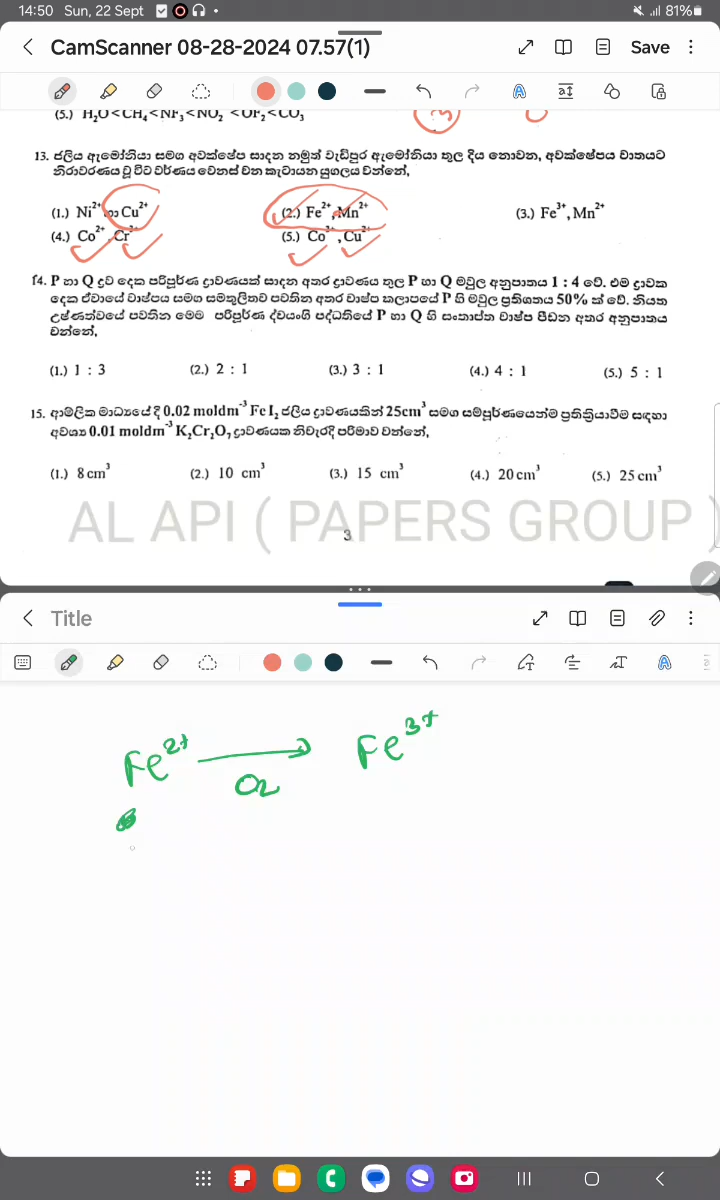 14:50 Sun, 22 Sept 81%
CamScanner 08-28-2024 07.57(1) Save
(5.) H₂O<CH₄<NF₃<NO₂⁻<OF₂<CO₃
13. ජලීය ඇමෝනියා සමග අවක්ෂේප සාදන නමුත් වැඩිපුර ඇමෝනියා තුල දිය නොවන, අවක්ෂේපය වාතයට
නිරාවරණය වූ විට වර්ණය වෙනස් වන කැටායන යුගලය වන්නේ,
(1.) Ni²⁺ හා Cu²⁺ (2.) Fe²⁺, Mn²⁺ (3.) Fe³⁺, Mn²⁺
(4.) Co²⁺, Cr³⁺ (5.) Co²⁺, Cu²⁺
14. P හා Q ද්‍රව දෙක පරිපූර්ණ ද්‍රාවණයක් සාදන අතර ද්‍රාවණය තුල P හා Q මවුල අනුපාතය 1 : 4 වේ. එම ද්‍රාවක
දෙක ඒවායේ වාෂ්පය සමග සමතුලිතව පවතින අතර වාෂ්ප කලාපයේ P හි මවුල ප්‍රතිශතය 50% ක් වේ. නියත
උෂ්ණත්වයේ පවතින මෙම පරිපූර්ණ ද්වයංගී පද්ධතියේ P හා Q හි සංතෘප්ත වාෂ්ප පීඩන අතර අනුපාතය
වන්නේ,
(1.) 1 : 3 (2.) 2 : 1 (3.) 3 : 1 (4.) 4 : 1 (5.) 5 : 1
15. ආම්ලික මාධ්‍යයේ දී 0.02 moldm⁻³ FeI₂ ජලීය ද්‍රාවණයකින් 25cm³ සමග සම්පූර්ණයෙන්ම ප්‍රතික්‍රියාවීම සඳහා
අවශ්‍ය 0.01 moldm⁻³ K₂Cr₂O₇ ද්‍රාවණයක නිවැරදි පරිමාව වන්නේ,
(1.) 8 cm³ (2.) 10 cm³ (3.) 15 cm³ (4.) 20 cm³ (5.) 25 cm³
AL API ( PAPERS GROUP )
3
Title
Fe²⁺ → Fe³⁺
O₂